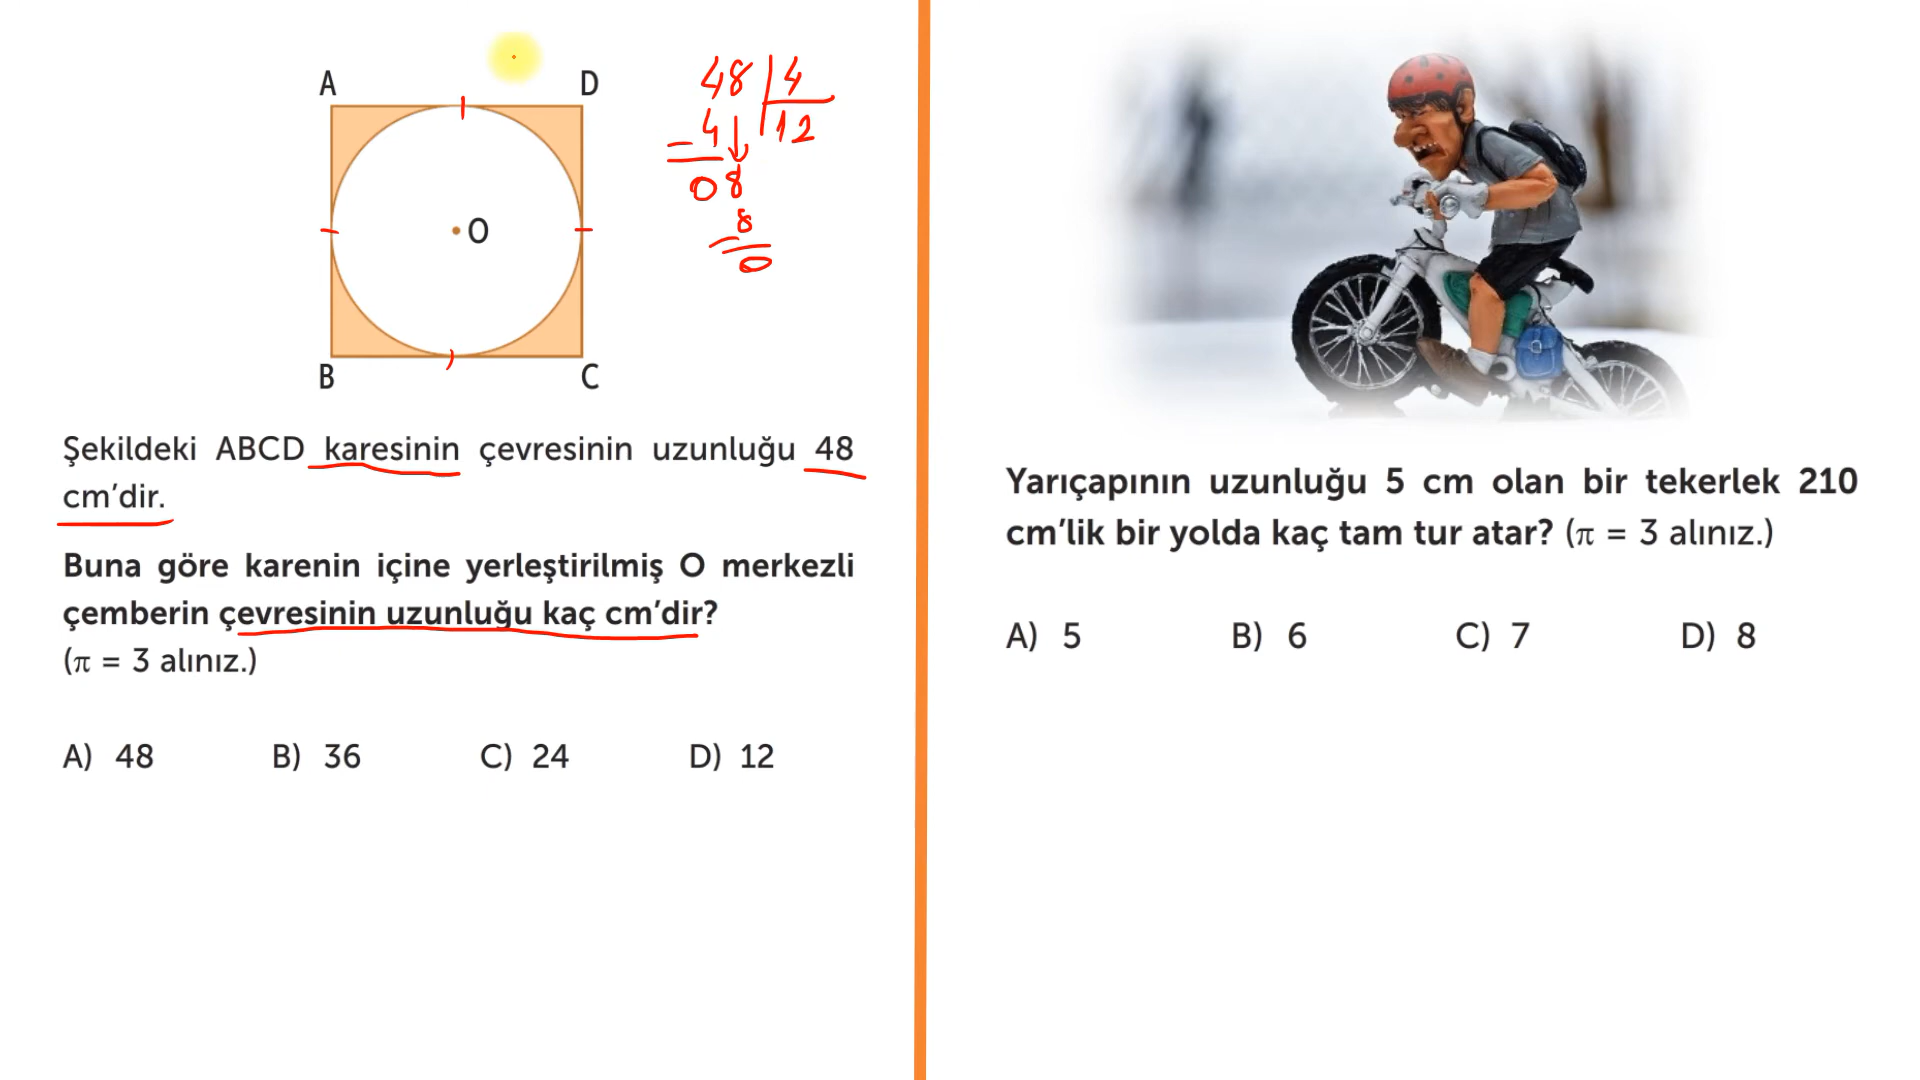 A
D
O
B
C
48 4
4 12
08
8
0
Şekildeki ABCD karesinin çevresinin uzunluğu 48
cm'dir.
Buna göre karenin içine yerleştirilmiş O merkezli
çemberin çevresinin uzunluğu kaç cm'dir?
(π = 3 alınız.)
A) 48 B) 36 C) 24 D) 12
Yarıçapının uzunluğu 5 cm olan bir tekerlek 210
cm'lik bir yolda kaç tam tur atar? (π = 3 alınız.)
A) 5 B) 6 C) 7 D) 8